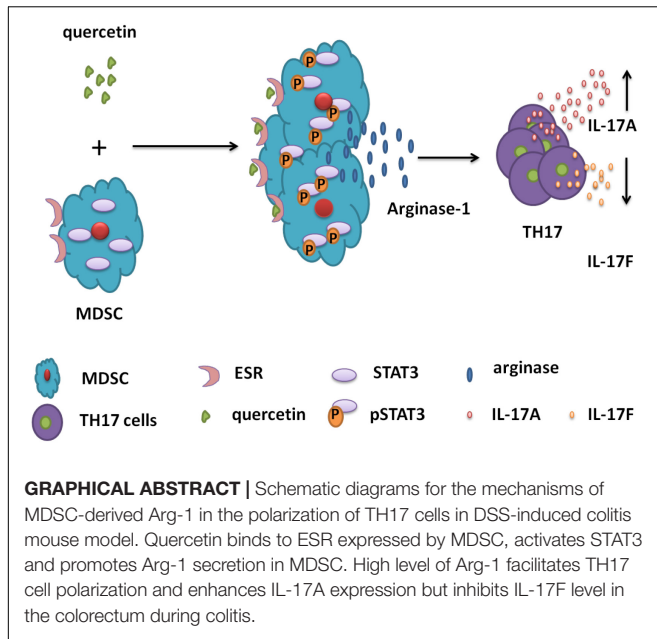 quercetin
+
MDSC
P
P
P
P
P
P
P
P
P
Arginase-1
IL-17A
TH17
IL-17F
MDSC
ESR
STAT3
arginase
TH17 cells
quercetin
P
pSTAT3
IL-17A
IL-17F
GRAPHICAL ABSTRACT | Schematic diagrams for the mechanisms of
MDSC-derived Arg-1 in the polarization of TH17 cells in DSS-induced colitis
mouse model. Quercetin binds to ESR expressed by MDSC, activates STAT3
and promotes Arg-1 secretion in MDSC. High level of Arg-1 facilitates TH17
cell polarization and enhances IL-17A expression but inhibits IL-17F level in
the colorectum during colitis.